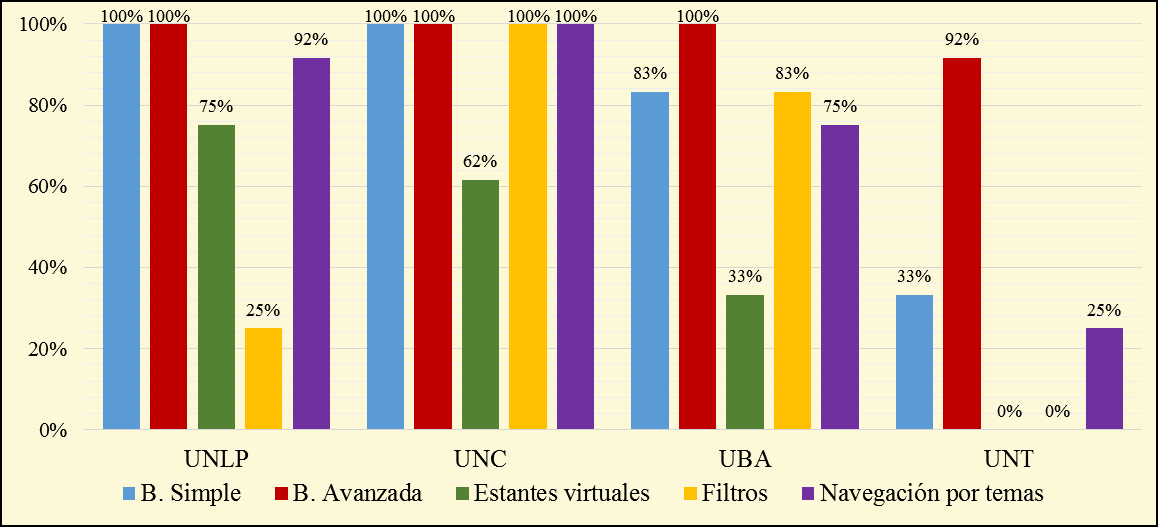 100%
80%
60%
40%
20%
0%
100% 100% 75% 25% 92%
100% 100% 62% 100% 100%
83% 100% 33% 83% 75%
33% 92% 0% 0% 25%
UNLP UNC UBA UNT
B. Simple B. Avanzada Estantes virtuales Filtros Navegación por temas